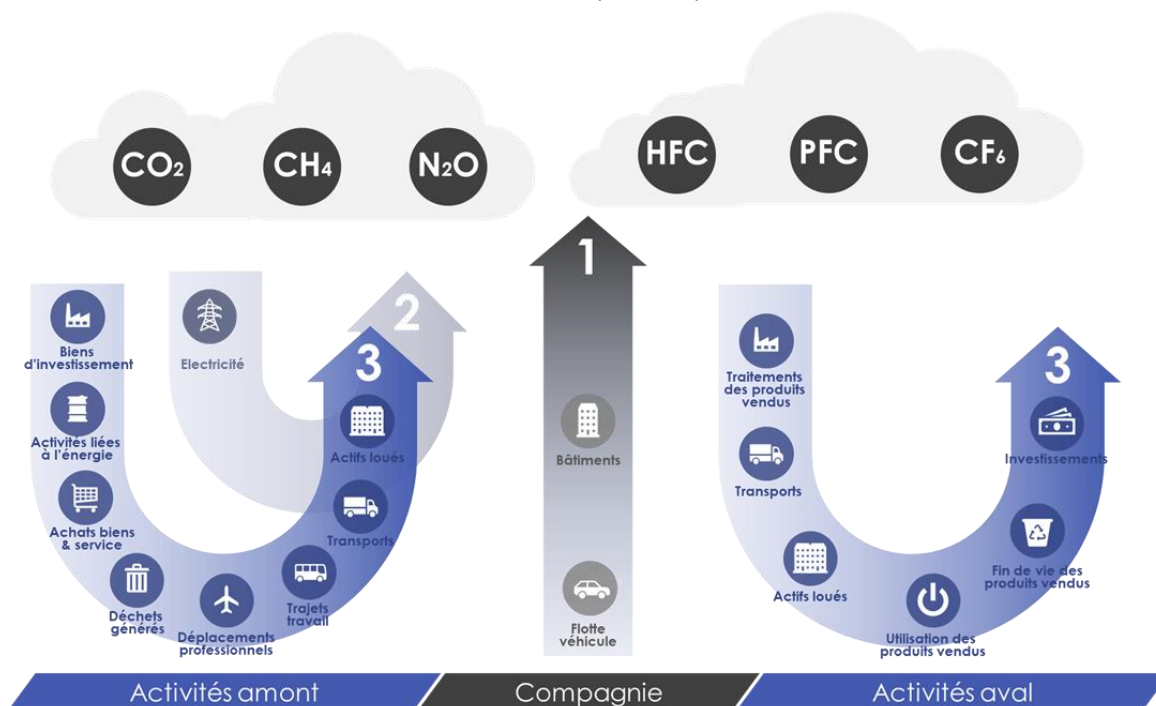 CO₂
CH₄
N₂O
HFC
PFC
CF₆
1
2
3
3
Biens
d'investissement
Activités liées
à l'énergie
Achats biens
& service
Déchets
générés
Déplacements
professionnels
Trajets
travail
Transports
Actifs loués
Electricité
Bâtiments
Flotte
véhicule
Traitements
des produits
vendus
Transports
Actifs loués
Utilisation des
produits vendus
Fin de vie des
produits vendus
Investissements
Activités amont
Compagnie
Activités aval